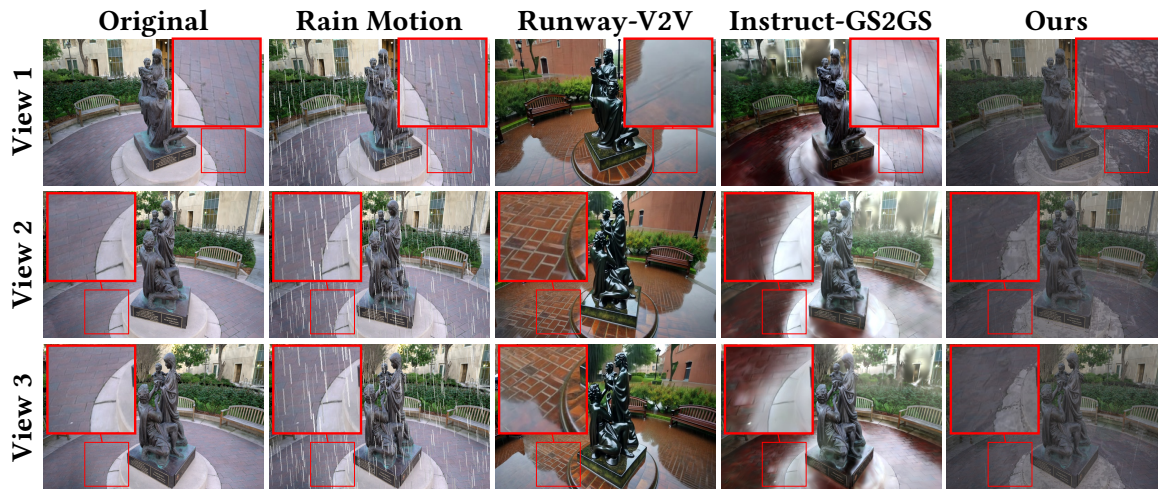 Original Rain Motion Runway-V2V Instruct-GS2GS Ours
View 1
View 2
View 3